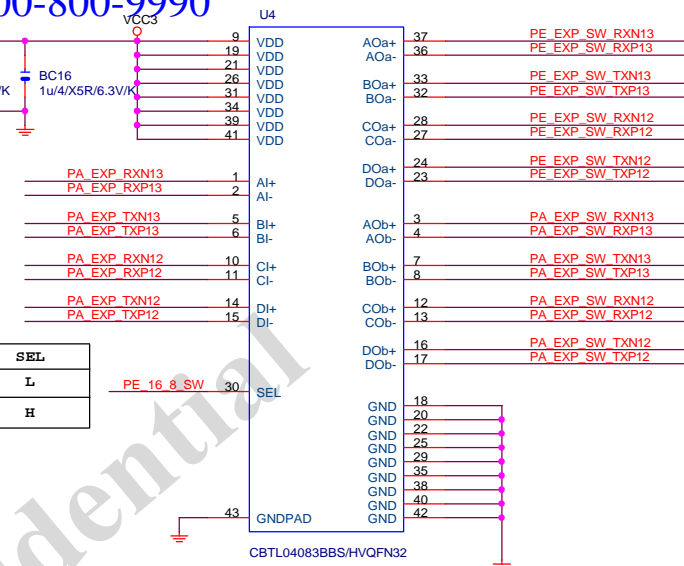 00-800-9990
VCC3
U4
BC16
1u/4/X5R/6.3V/K
/K
9 VDD AOa+ 37 PE_EXP_SW_RXN13
19 VDD AOa- 36 PE_EXP_SW_RXP13
21 VDD
26 VDD BOa+ 33 PE_EXP_SW_TXN13
31 VDD BOa- 32 PE_EXP_SW_TXP13
34 VDD
39 VDD COa+ 28 PE_EXP_SW_RXN12
41 VDD COa- 27 PE_EXP_SW_RXP12
DOa+ 24 PE_EXP_SW_TXN12
PA_EXP_RXN13 1 AI+ DOa- 23 PE_EXP_SW_TXP12
PA_EXP_RXP13 2 AI-
PA_EXP_TXN13 5 BI+ AOb+ 3 PA_EXP_SW_RXN13
PA_EXP_TXP13 6 BI- AOb- 4 PA_EXP_SW_RXP13
PA_EXP_RXN12 10 CI+ BOb+ 7 PA_EXP_SW_TXN13
PA_EXP_RXP12 11 CI- BOb- 8 PA_EXP_SW_TXP13
PA_EXP_TXN12 14 DI+ COb+ 12 PA_EXP_SW_RXN12
PA_EXP_TXP12 15 DI- COb- 13 PA_EXP_SW_RXP12
DOb+ 16 PA_EXP_SW_TXN12
DOb- 17 PA_EXP_SW_TXP12
SEL
L
H
PE_16_8_SW 30 SEL
GND 18
GND 20
GND 22
GND 25
GND 29
GND 35
GND 38
GND 40
43 GNDPAD GND 42
CBTL04083BBS/HVQFN32
dential